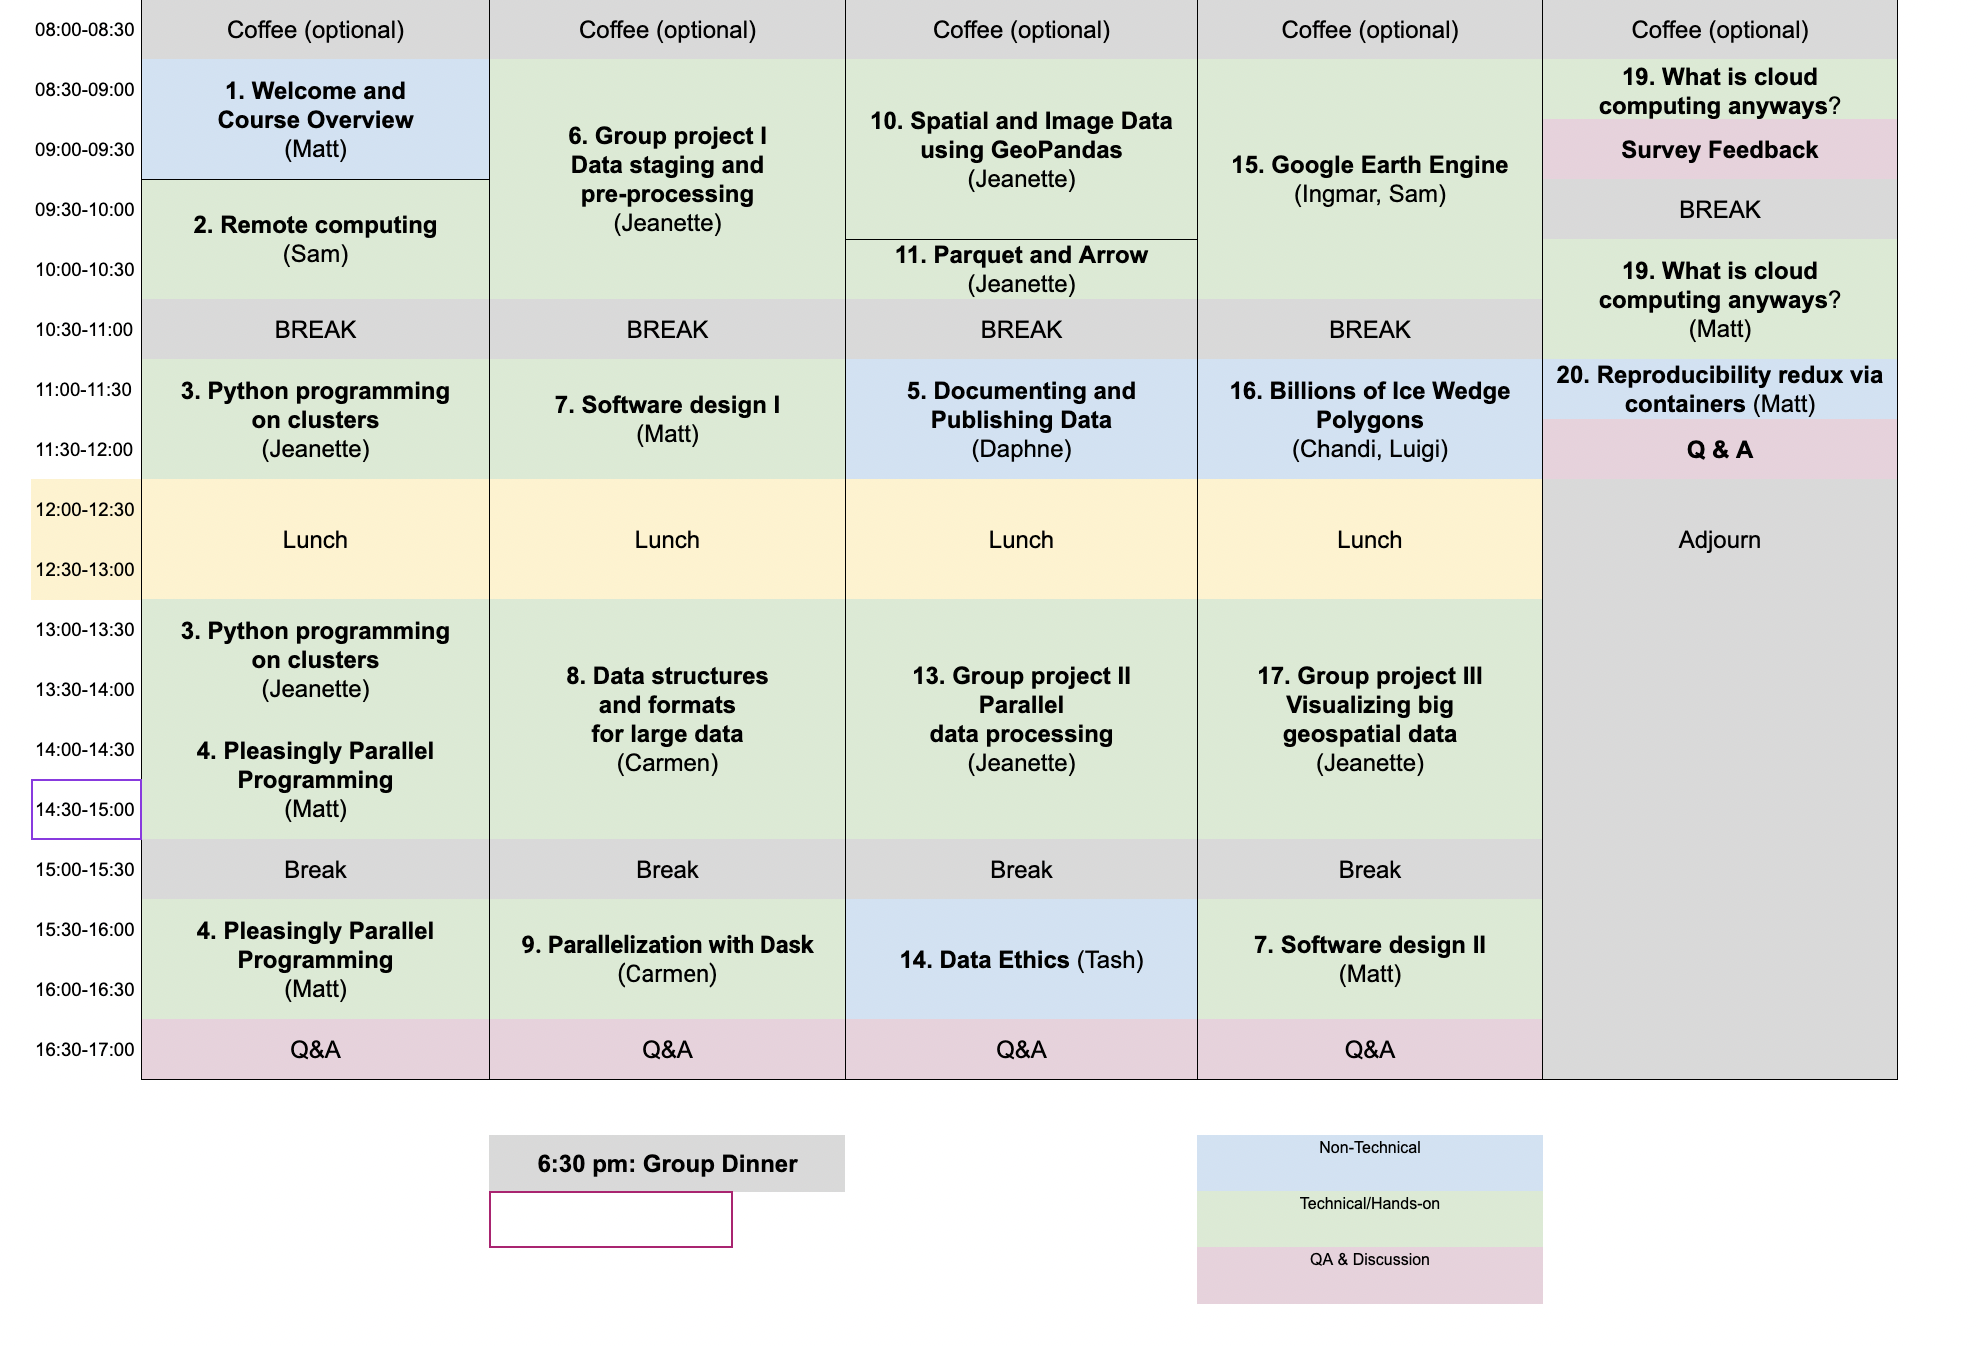 08:00-08:30 Coffee (optional) Coffee (optional) Coffee (optional) Coffee (optional) Coffee (optional)
08:30-09:00
09:00-09:30
09:30-10:00
10:00-10:30
10:30-11:00
11:00-11:30
11:30-12:00
12:00-12:30
12:30-13:00
13:00-13:30
13:30-14:00
14:00-14:30
14:30-15:00
15:00-15:30
15:30-16:00
16:00-16:30
16:30-17:00
1. Welcome and
Course Overview
(Matt)
2. Remote computing
(Sam)
BREAK
3. Python programming
on clusters
(Jeanette)
Lunch
3. Python programming
on clusters
(Jeanette)
4. Pleasingly Parallel
Programming
(Matt)
Break
4. Pleasingly Parallel
Programming
(Matt)
Q&A
6. Group project I
Data staging and
pre-processing
(Jeanette)
BREAK
7. Software design I
(Matt)
Lunch
8. Data structures
and formats
for large data
(Carmen)
Break
9. Parallelization with Dask
(Carmen)
Q&A
10. Spatial and Image Data
using GeoPandas
(Jeanette)
11. Parquet and Arrow
(Jeanette)
BREAK
5. Documenting and
Publishing Data
(Daphne)
Lunch
13. Group project II
Parallel
data processing
(Jeanette)
Break
14. Data Ethics (Tash)
Q&A
15. Google Earth Engine
(Ingmar, Sam)
BREAK
16. Billions of Ice Wedge
Polygons
(Chandi, Luigi)
Lunch
17. Group project III
Visualizing big
geospatial data
(Jeanette)
Break
7. Software design II
(Matt)
Q&A
19. What is cloud
computing anyways?
Survey Feedback
BREAK
19. What is cloud
computing anyways?
(Matt)
20. Reproducibility redux via
containers (Matt)
Q & A
Adjourn
6:30 pm: Group Dinner
Non-Technical
Technical/Hands-on
QA & Discussion